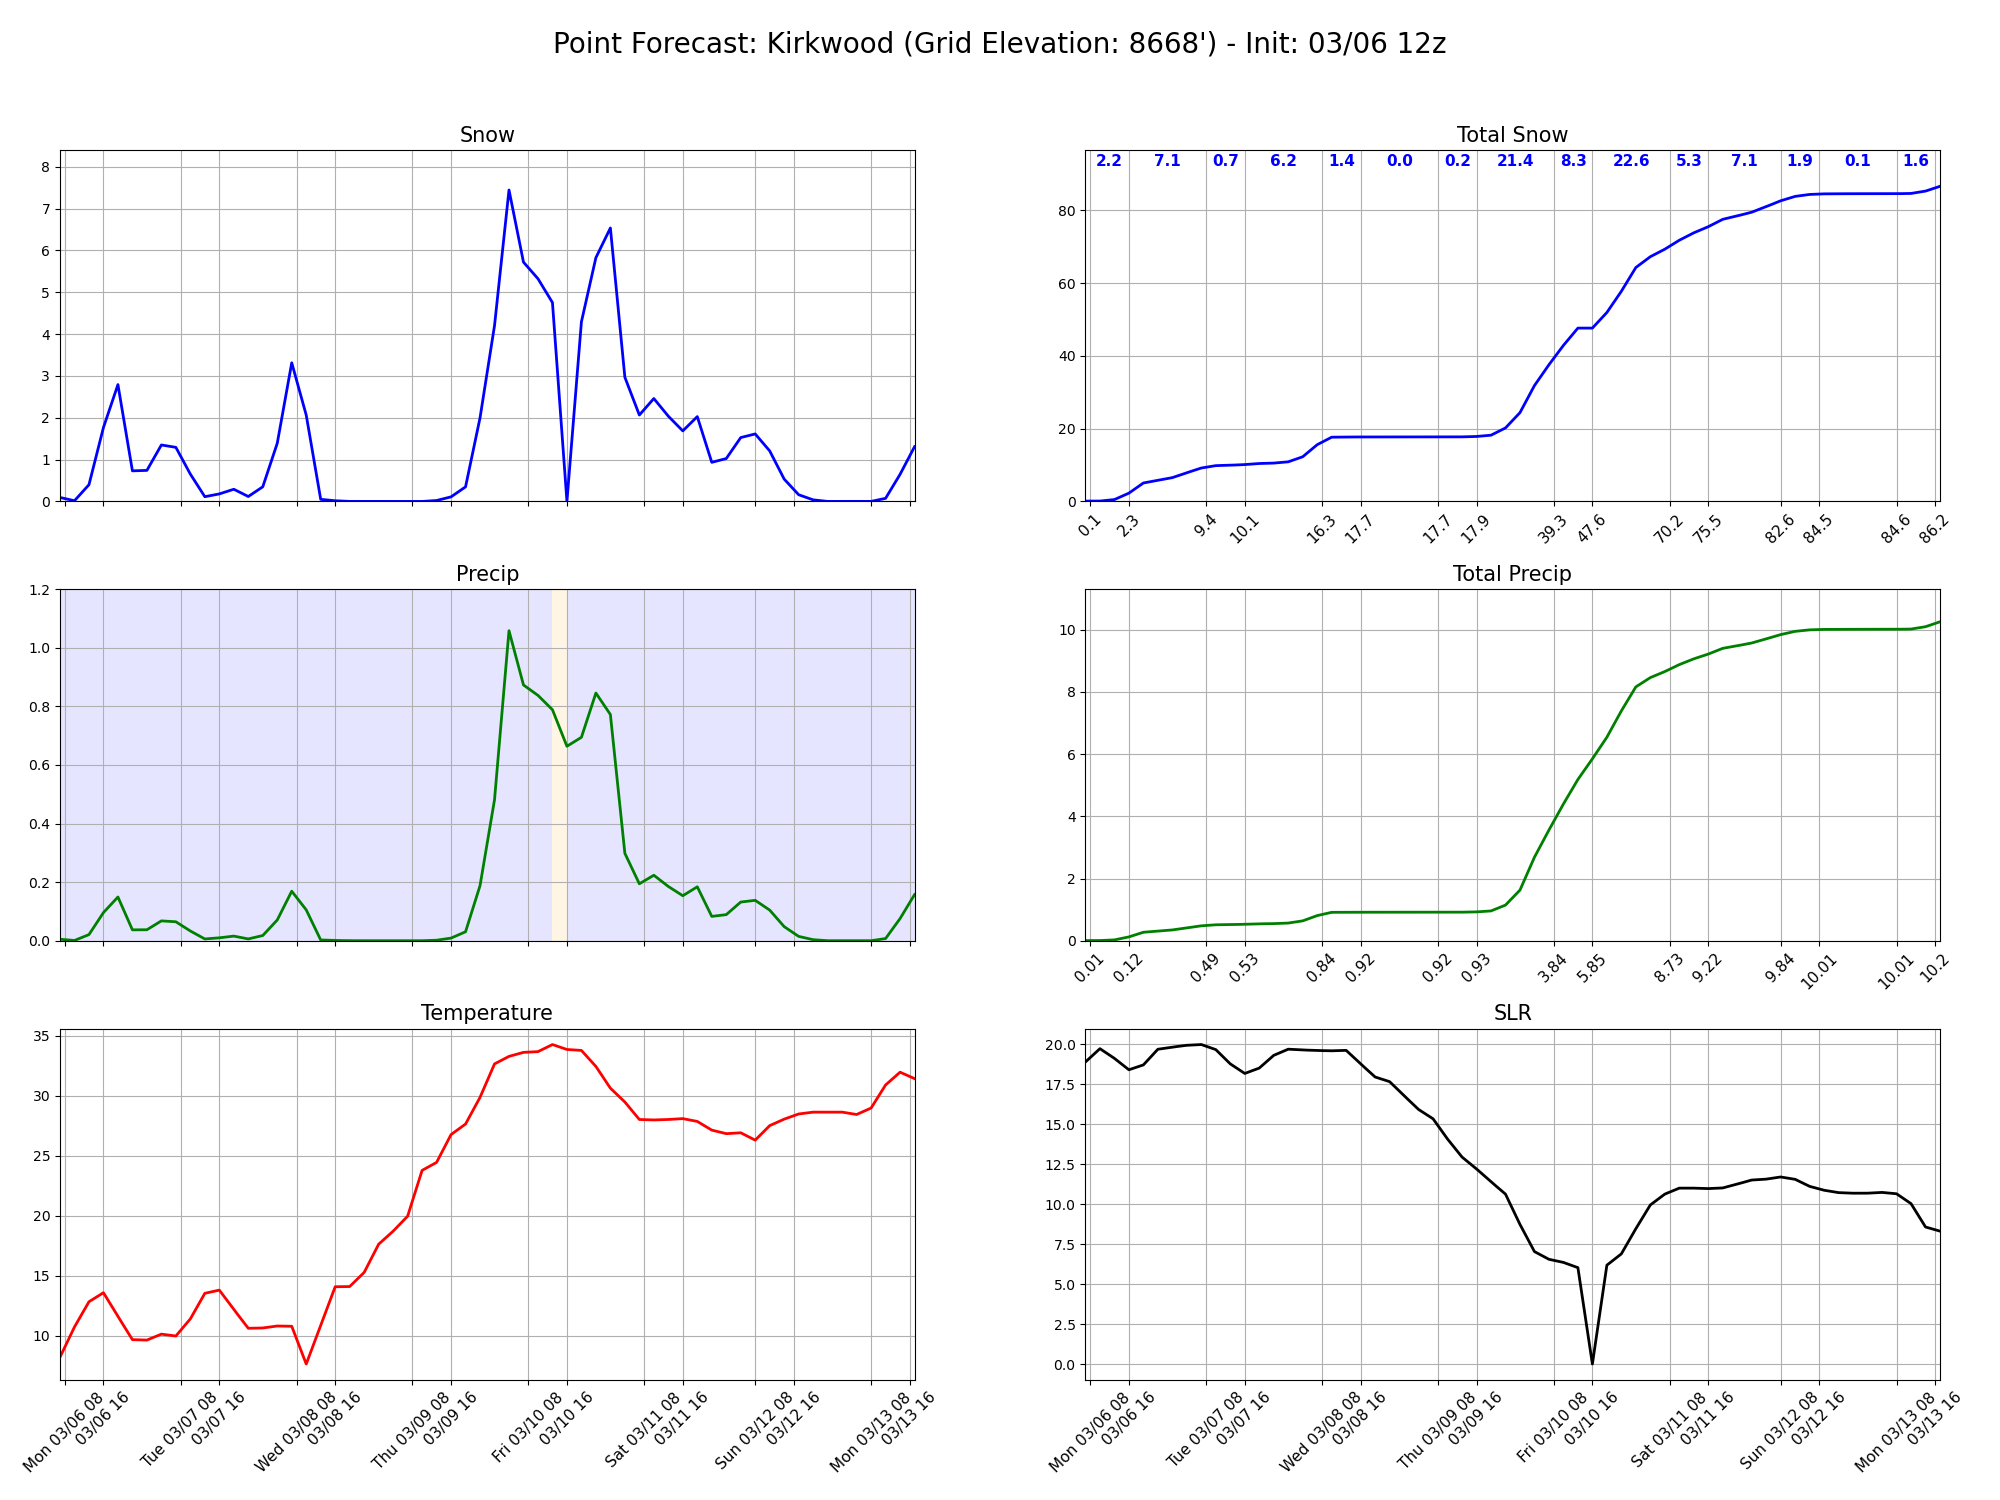 Point Forecast: Kirkwood (Grid Elevation: 8668') - Init: 03/06 12z
Snow
8
7
6
5
4
3
2
1
0
Total Snow
2.2 7.1 0.7 6.2 1.4 0.0 0.2 21.4 8.3 22.6 5.3 7.1 1.9 0.1 1.6
80
60
40
20
0
0.1 2.3 9.4 10.1 16.3 17.7 17.7 17.9 39.3 47.6 70.2 75.5 82.6 84.5 84.6 86.2
Precip
1.2
1.0
0.8
0.6
0.4
0.2
0.0
Total Precip
10
8
6
4
2
0
0.01 0.12 0.49 0.53 0.84 0.92 0.92 0.93 3.84 5.85 8.73 9.22 9.84 10.01 10.01 10.2
Temperature
35
30
25
20
15
10
Mon 03/06 08
03/06 16
Tue 03/07 08
03/07 16
Wed 03/08 08
03/08 16
Thu 03/09 08
03/09 16
Fri 03/10 08
03/10 16
Sat 03/11 08
03/11 16
Sun 03/12 08
03/12 16
Mon 03/13 08
03/13 16
SLR
20.0
17.5
15.0
12.5
10.0
7.5
5.0
2.5
0.0
Mon 03/06 08
03/06 16
Tue 03/07 08
03/07 16
Wed 03/08 08
03/08 16
Thu 03/09 08
03/09 16
Fri 03/10 08
03/10 16
Sat 03/11 08
03/11 16
Sun 03/12 08
03/12 16
Mon 03/13 08
03/13 16